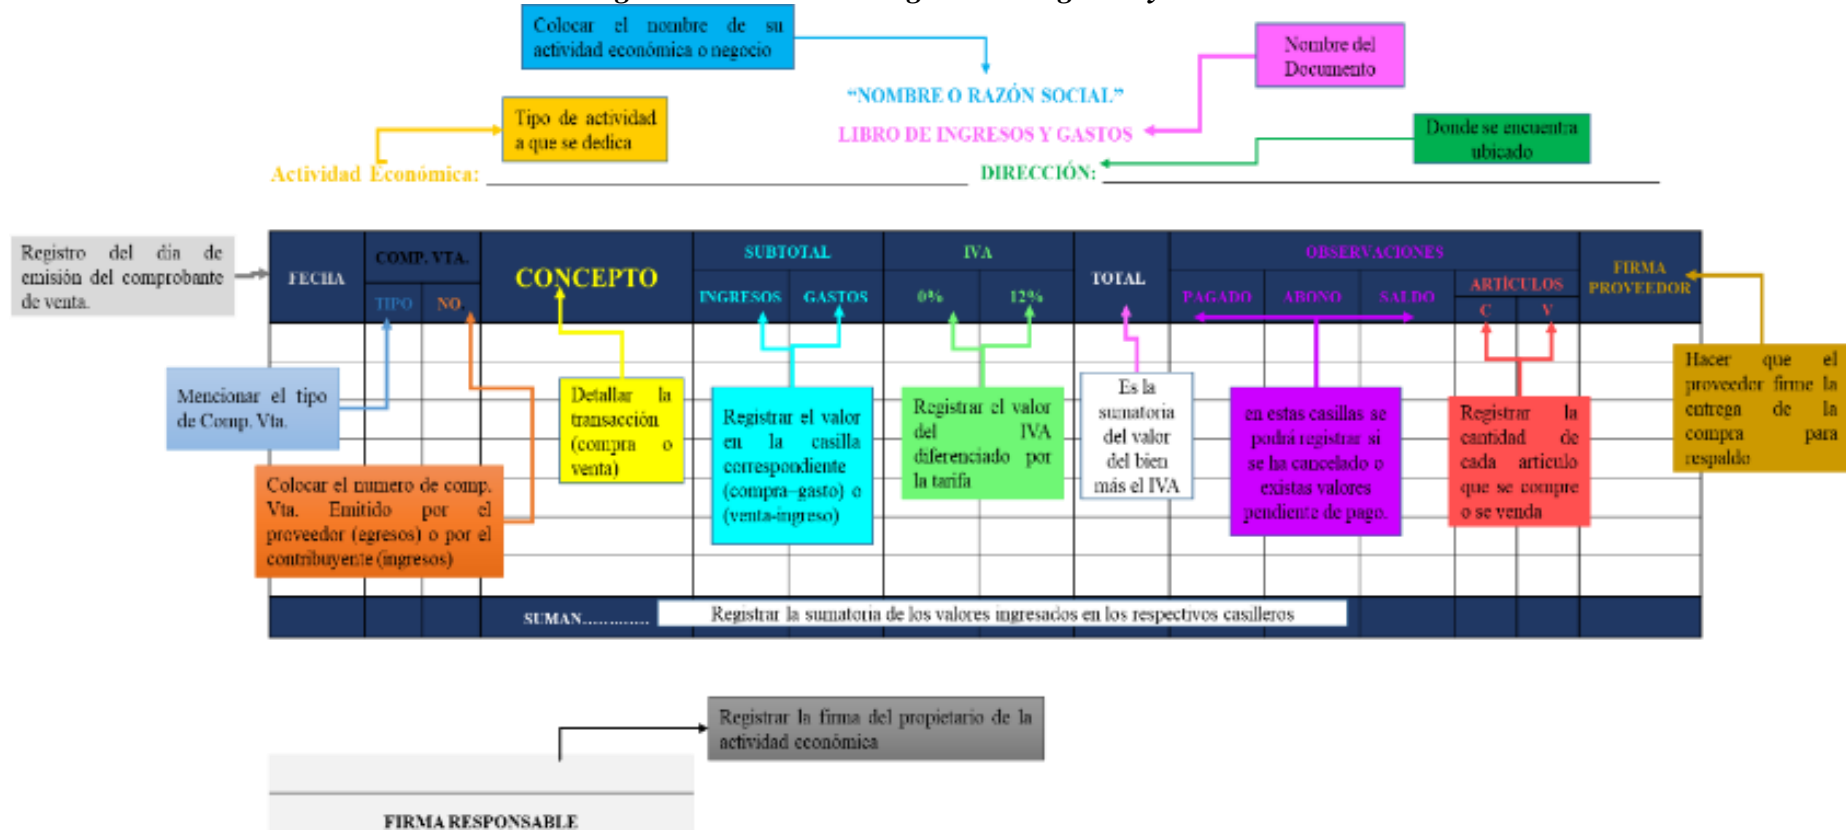 Colocar el nombre de su
actividad económica o negocio
Nombre del
Documento
"NOMBRE O RAZÓN SOCIAL"
Tipo de actividad
a que se dedica
LIBRO DE INGRESOS Y GASTOS
Donde se encuentra
ubicado
Actividad Económica:
DIRECCIÓN:
Registro del día de
emisión del comprobante
de venta.
FECHA
COMP. VTA.
TIPO NO.
CONCEPTO
SUBTOTAL
INGRESOS GASTOS
IVA
0% 12%
TOTAL
OBSERVACIONES
PAGADO ABONO SALDO
ARTÍCULOS
C V
FIRMA
PROVEEDOR
Mencionar el tipo
de Comp. Vta.
Colocar el numero de comp.
Vta. Emitido por el
proveedor (egresos) o por el
contribuyente (ingresos)
Detallar la
transacción
(compra o
venta)
Registrar el valor
en la casilla
correspondiente
(compra–gasto) o
(venta-ingreso)
Registrar el valor
del IVA
diferenciado por
la tarifa
Es la
sumatoria
del valor
del bien
más el IVA
en estas casillas se
podrá registrar si
se ha cancelado o
existas valores
pendiente de pago.
Registrar la
cantidad de
cada articulo
que se compre
o se venda
Hacer que el
proveedor firme la
entrega de la
compra para
respaldo
SUMAN.............
Registrar la sumatoria de los valores ingresados en los respectivos casilleros
Registrar la firma del propietario de la
actividad económica
FIRMA RESPONSABLE